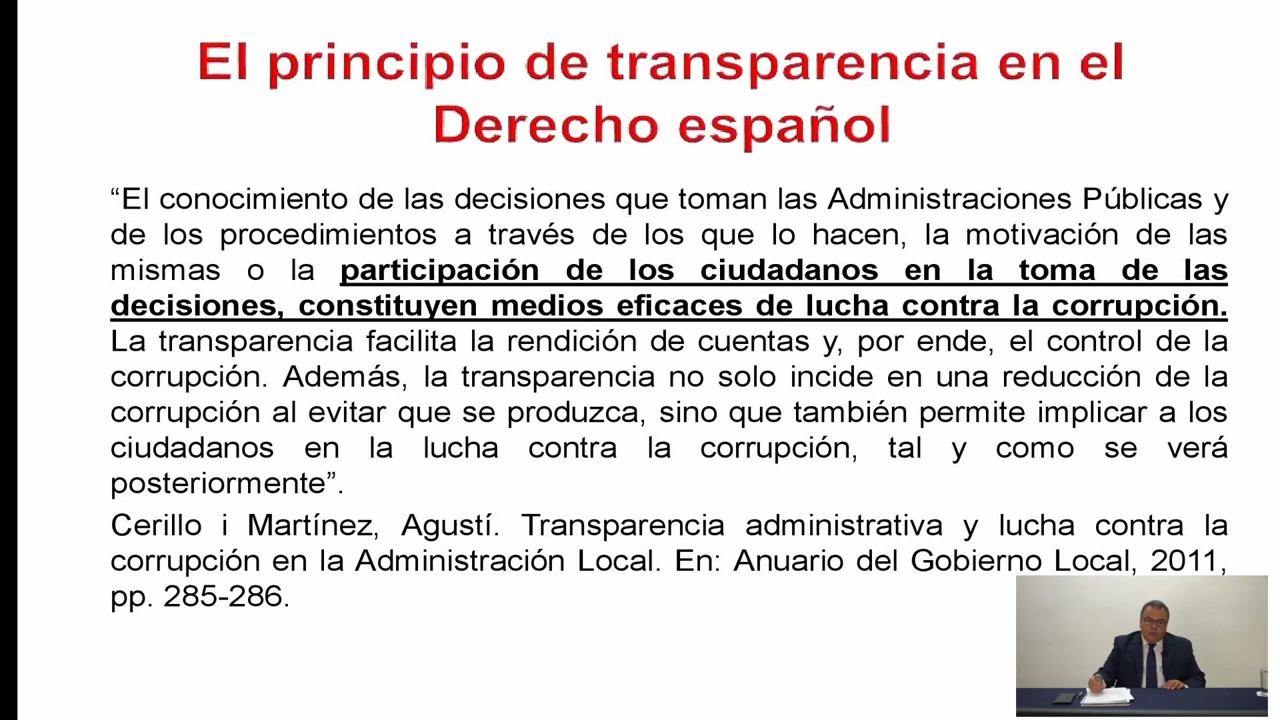 El principio de transparencia en el
Derecho español
“El conocimiento de las decisiones que toman las Administraciones Públicas y
de los procedimientos a través de los que lo hacen, la motivación de las
mismas o la participación de los ciudadanos en la toma de las
decisiones, constituyen medios eficaces de lucha contra la corrupción.
La transparencia facilita la rendición de cuentas y, por ende, el control de la
corrupción. Además, la transparencia no solo incide en una reducción de la
corrupción al evitar que se produzca, sino que también permite implicar a los
ciudadanos en la lucha contra la corrupción, tal y como se verá
posteriormente”.
Cerillo i Martínez, Agustí. Transparencia administrativa y lucha contra la
corrupción en la Administración Local. En: Anuario del Gobierno Local, 2011,
pp. 285-286.